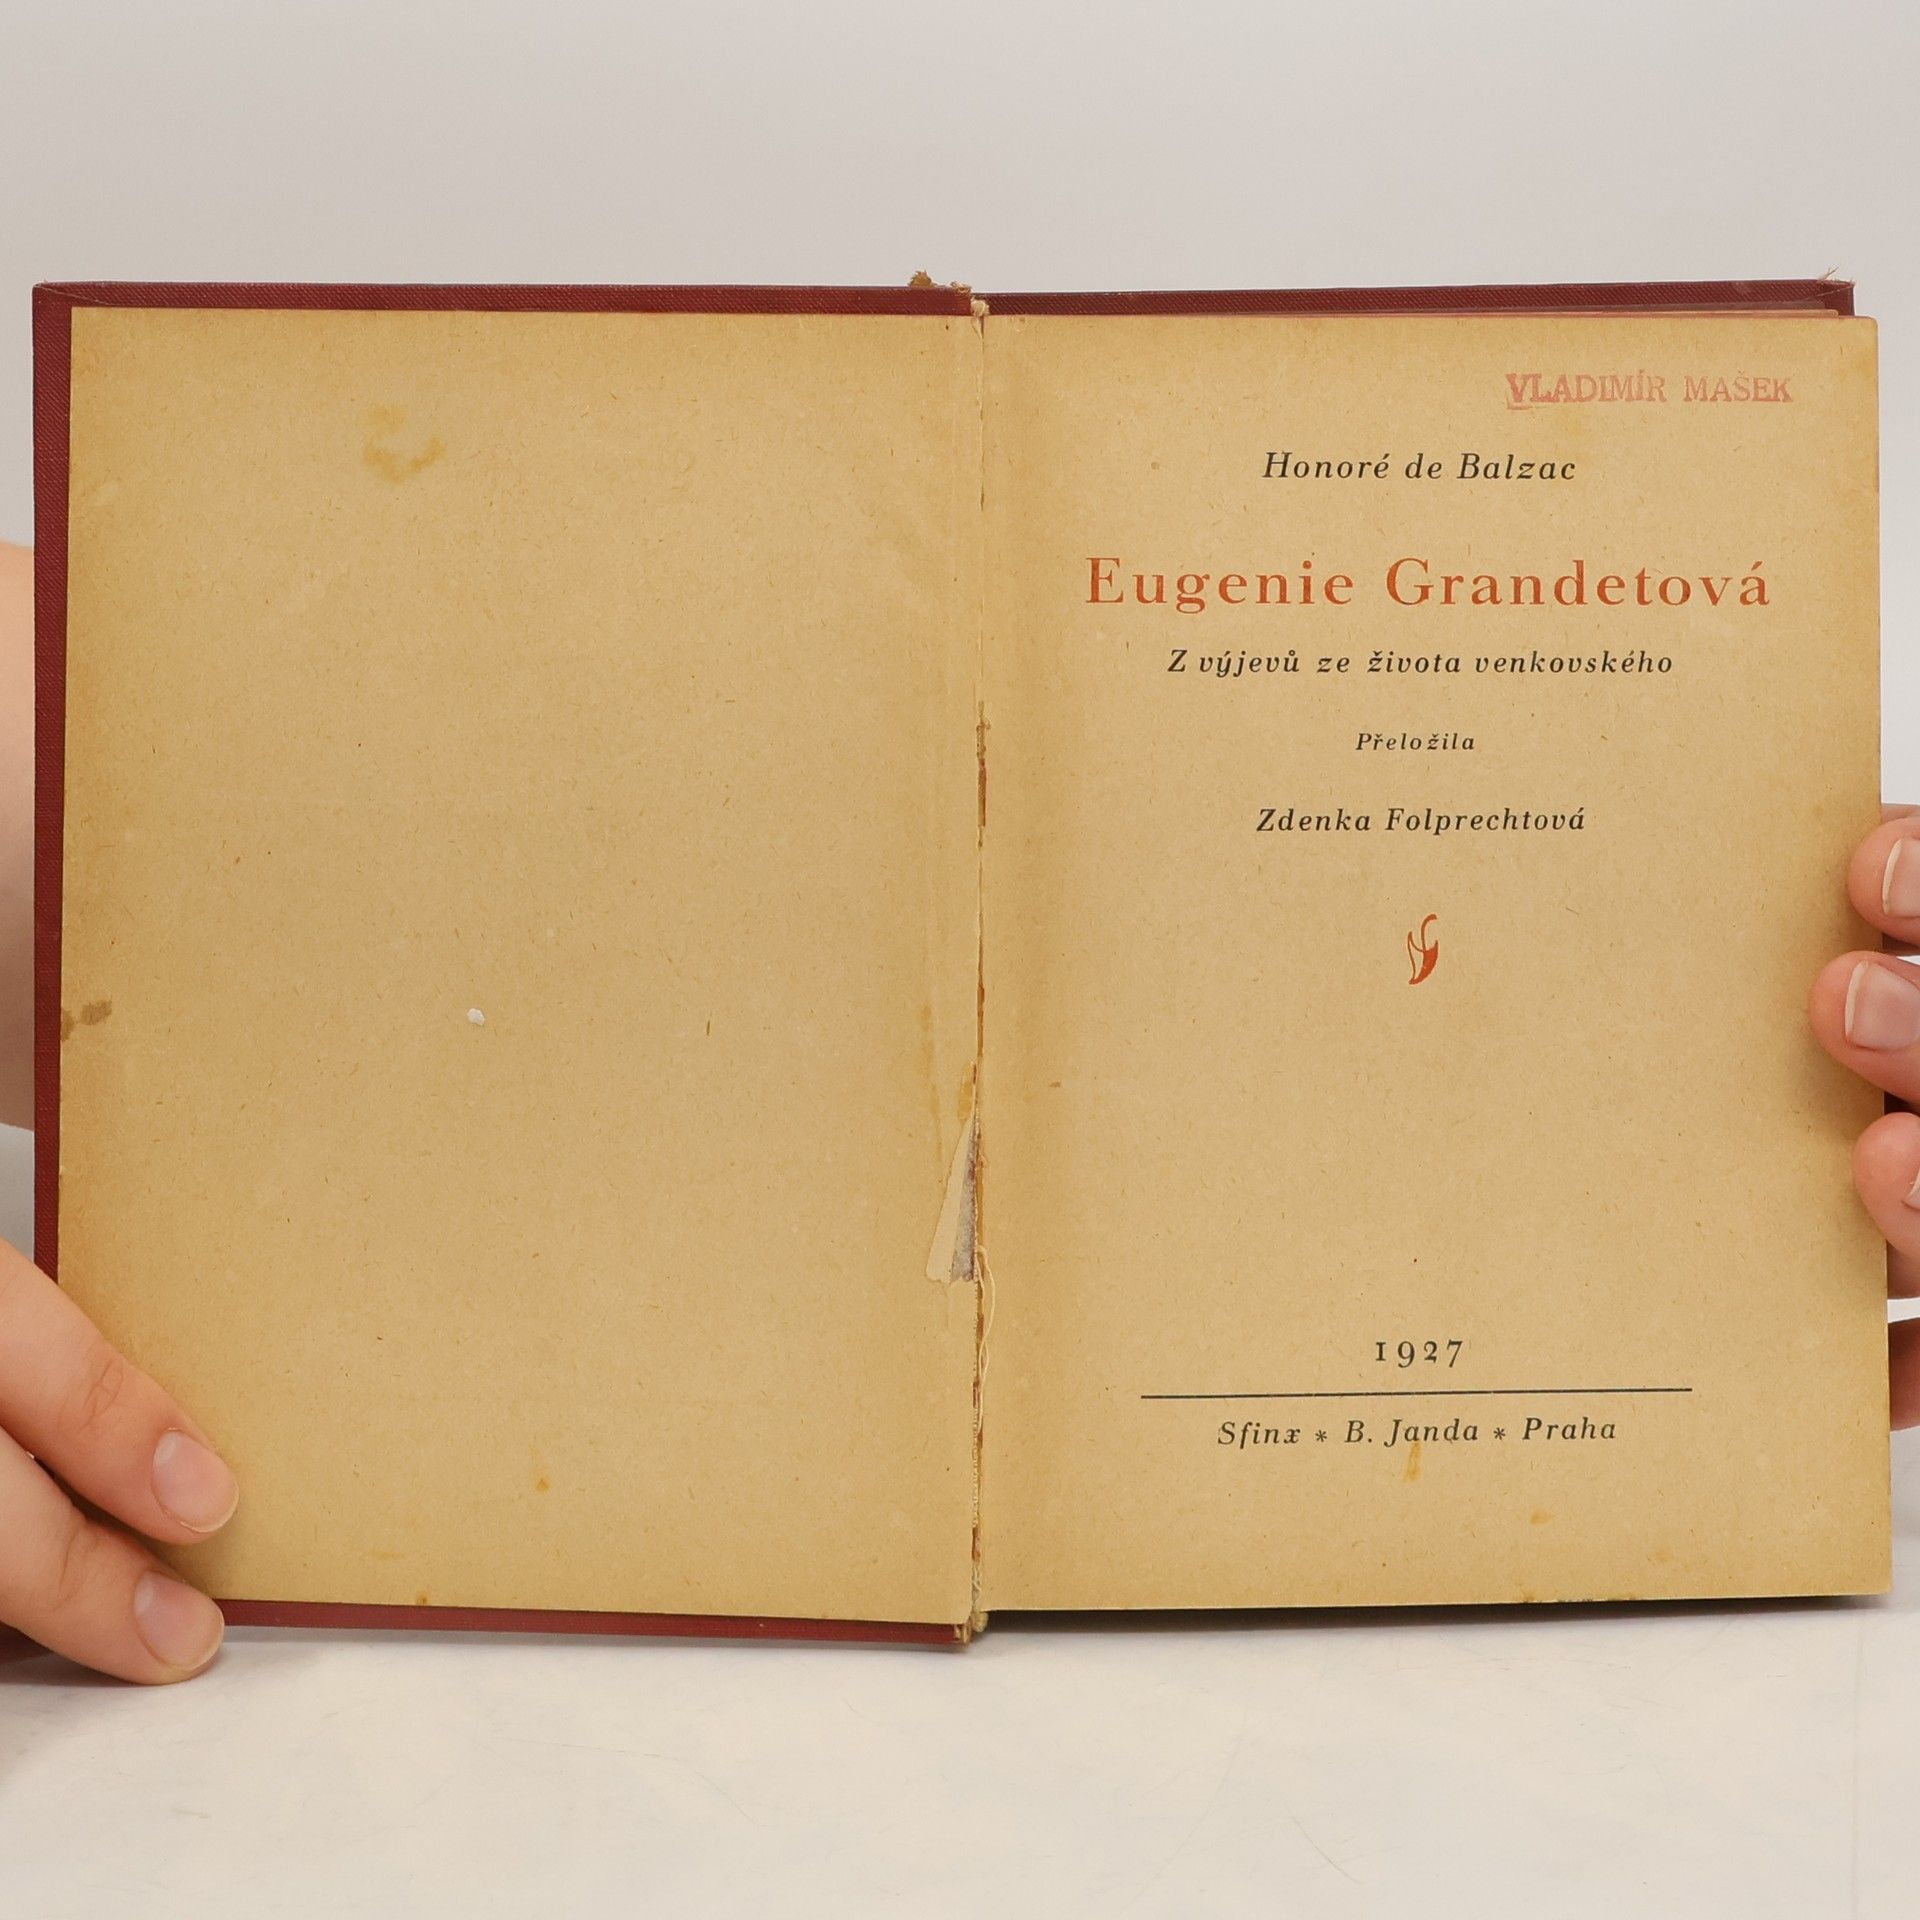 VLADIMÍR MAŠEK
Honoré de Balzac
Eugenie Grandetová
Z výjevů ze života venkovského
Přeložila
Zdenka Folprechtová
1927
Sfinx * B. Janda * Praha